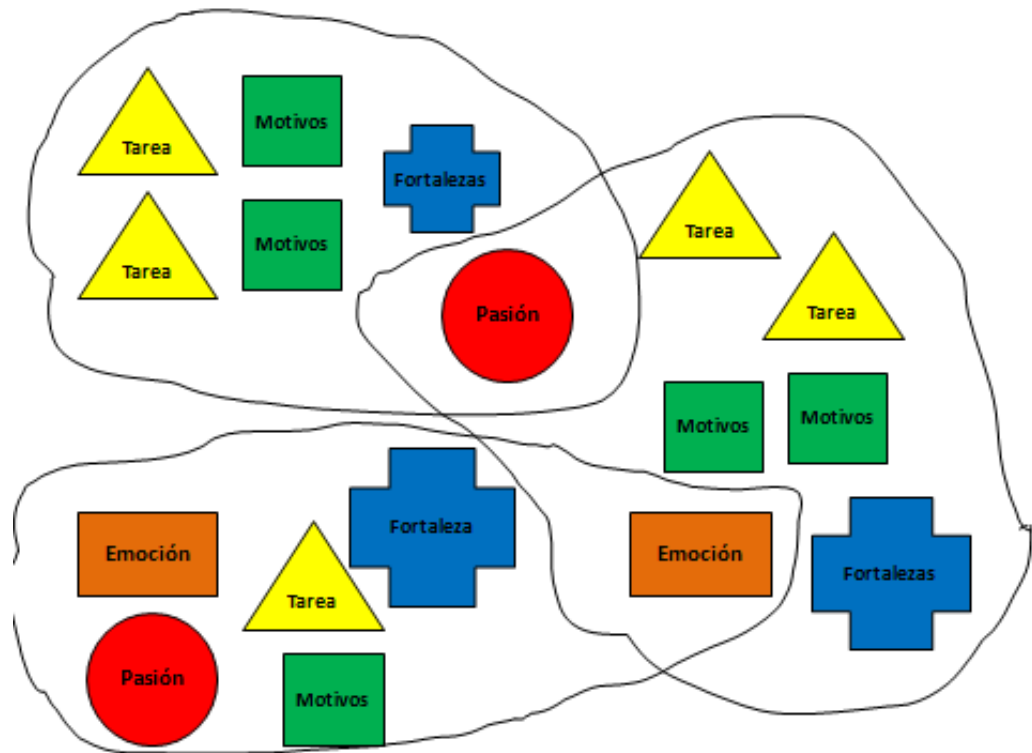 Tarea
Motivos
Fortalezas
Tarea
Motivos
Pasión
Tarea
Tarea
Motivos
Motivos
Emoción
Tarea
Fortaleza
Emoción
Fortalezas
Pasión
Motivos